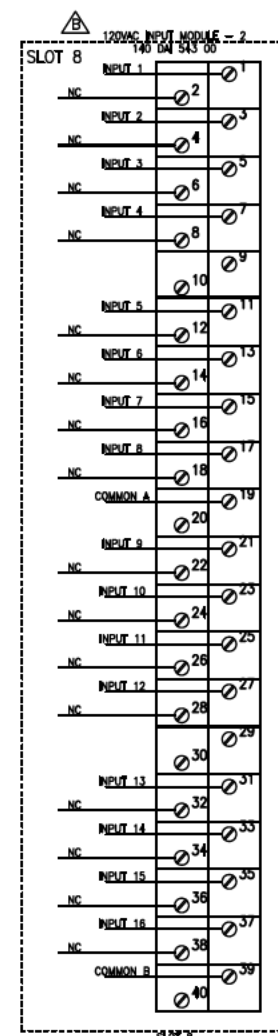 B
120VAC INPUT MODULE - 2
140 DAI 543 00
SLOT 8
INPUT 1 1
NC 2
INPUT 2 3
NC 4
INPUT 3 5
NC 6
INPUT 4 7
NC 8
9
10
INPUT 5 11
NC 12
INPUT 6 13
NC 14
INPUT 7 15
NC 16
INPUT 8 17
NC 18
COMMON A 19
20
INPUT 9 21
NC 22
INPUT 10 23
NC 24
INPUT 11 25
NC 26
INPUT 12 27
NC 28
29
30
INPUT 13 31
NC 32
INPUT 14 33
NC 34
INPUT 15 35
NC 36
INPUT 16 37
NC 38
COMMON B 39
40